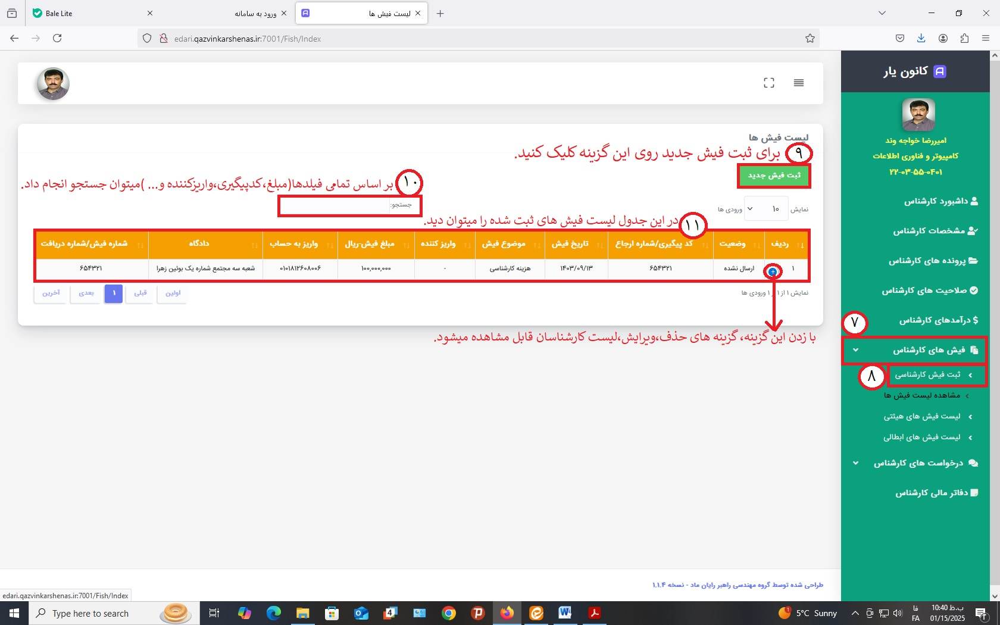 Bale Lite
ورود به سامانه
لیست فیش ها
edari.qazvinkarshenas.ir:7001/Fish/Index
کانون یار
امیررضا خواجه وند
کامپیوتر و فناوری اطلاعات
۲۲-۰۳-۵۵-۰۴۰۱
داشبورد کارشناس
مشخصات کارشناس
پرونده های کارشناس
صلاحیت های کارشناس
درآمدهای کارشناس
۷
فیش های کارشناس
۸
ثبت فیش کارشناسی
مشاهده لیست فیش ها
لیست فیش های هیئتی
لیست فیش های ابطالی
درخواست های کارشناس
دفاتر مالی کارشناس
لیست فیش ها
۹ برای ثبت فیش جدید روی این گزینه کلیک کنید.
ثبت فیش جدید
۱۰ بر اساس تمامی فیلدها(مبلغ،کدپیگیری،واریزکننده و... )میتوان جستجو انجام داد.
جستجو:
نمایش ۱۰ ورودی ها
۱۱ در این جدول لیست فیش های ثبت شده را میتوان دید.
ردیف وضعیت کد پیگیری/شماره ارجاع تاریخ فیش موضوع فیش واریز کننده مبلغ فیش-ریال واریز به حساب دادگاه شماره فیش/شماره دریافت
۱ ارسال نشده ۶۵۴۳۲۱ ۱۴۰۳/۰۹/۱۳ هزینه کارشناسی - ۱۰۰,۰۰۰,۰۰۰ ۰۱۰۱۸۱۲۶۰۸۰۰۶ شعبه سه مجتمع شماره یک بوئین زهرا ۶۵۴۳۲۱
نمایش ۱ از ۱ ۱ ورودی ها
اولین قبلی ۱ بعدی آخرین
با زدن این گزینه، گزینه های حذف،ویرایش،لیست کارشناسان قابل مشاهده میشود.
طراحی شده توسط گروه مهندسی راهبر رایان ماد - نسخه ۱.۱.۴
edari.qazvinkarshenas.ir:7001/Fish/Index
Type here to search
5°C Sunny
فا
FA
10:40 ب.ظ
01/15/2025